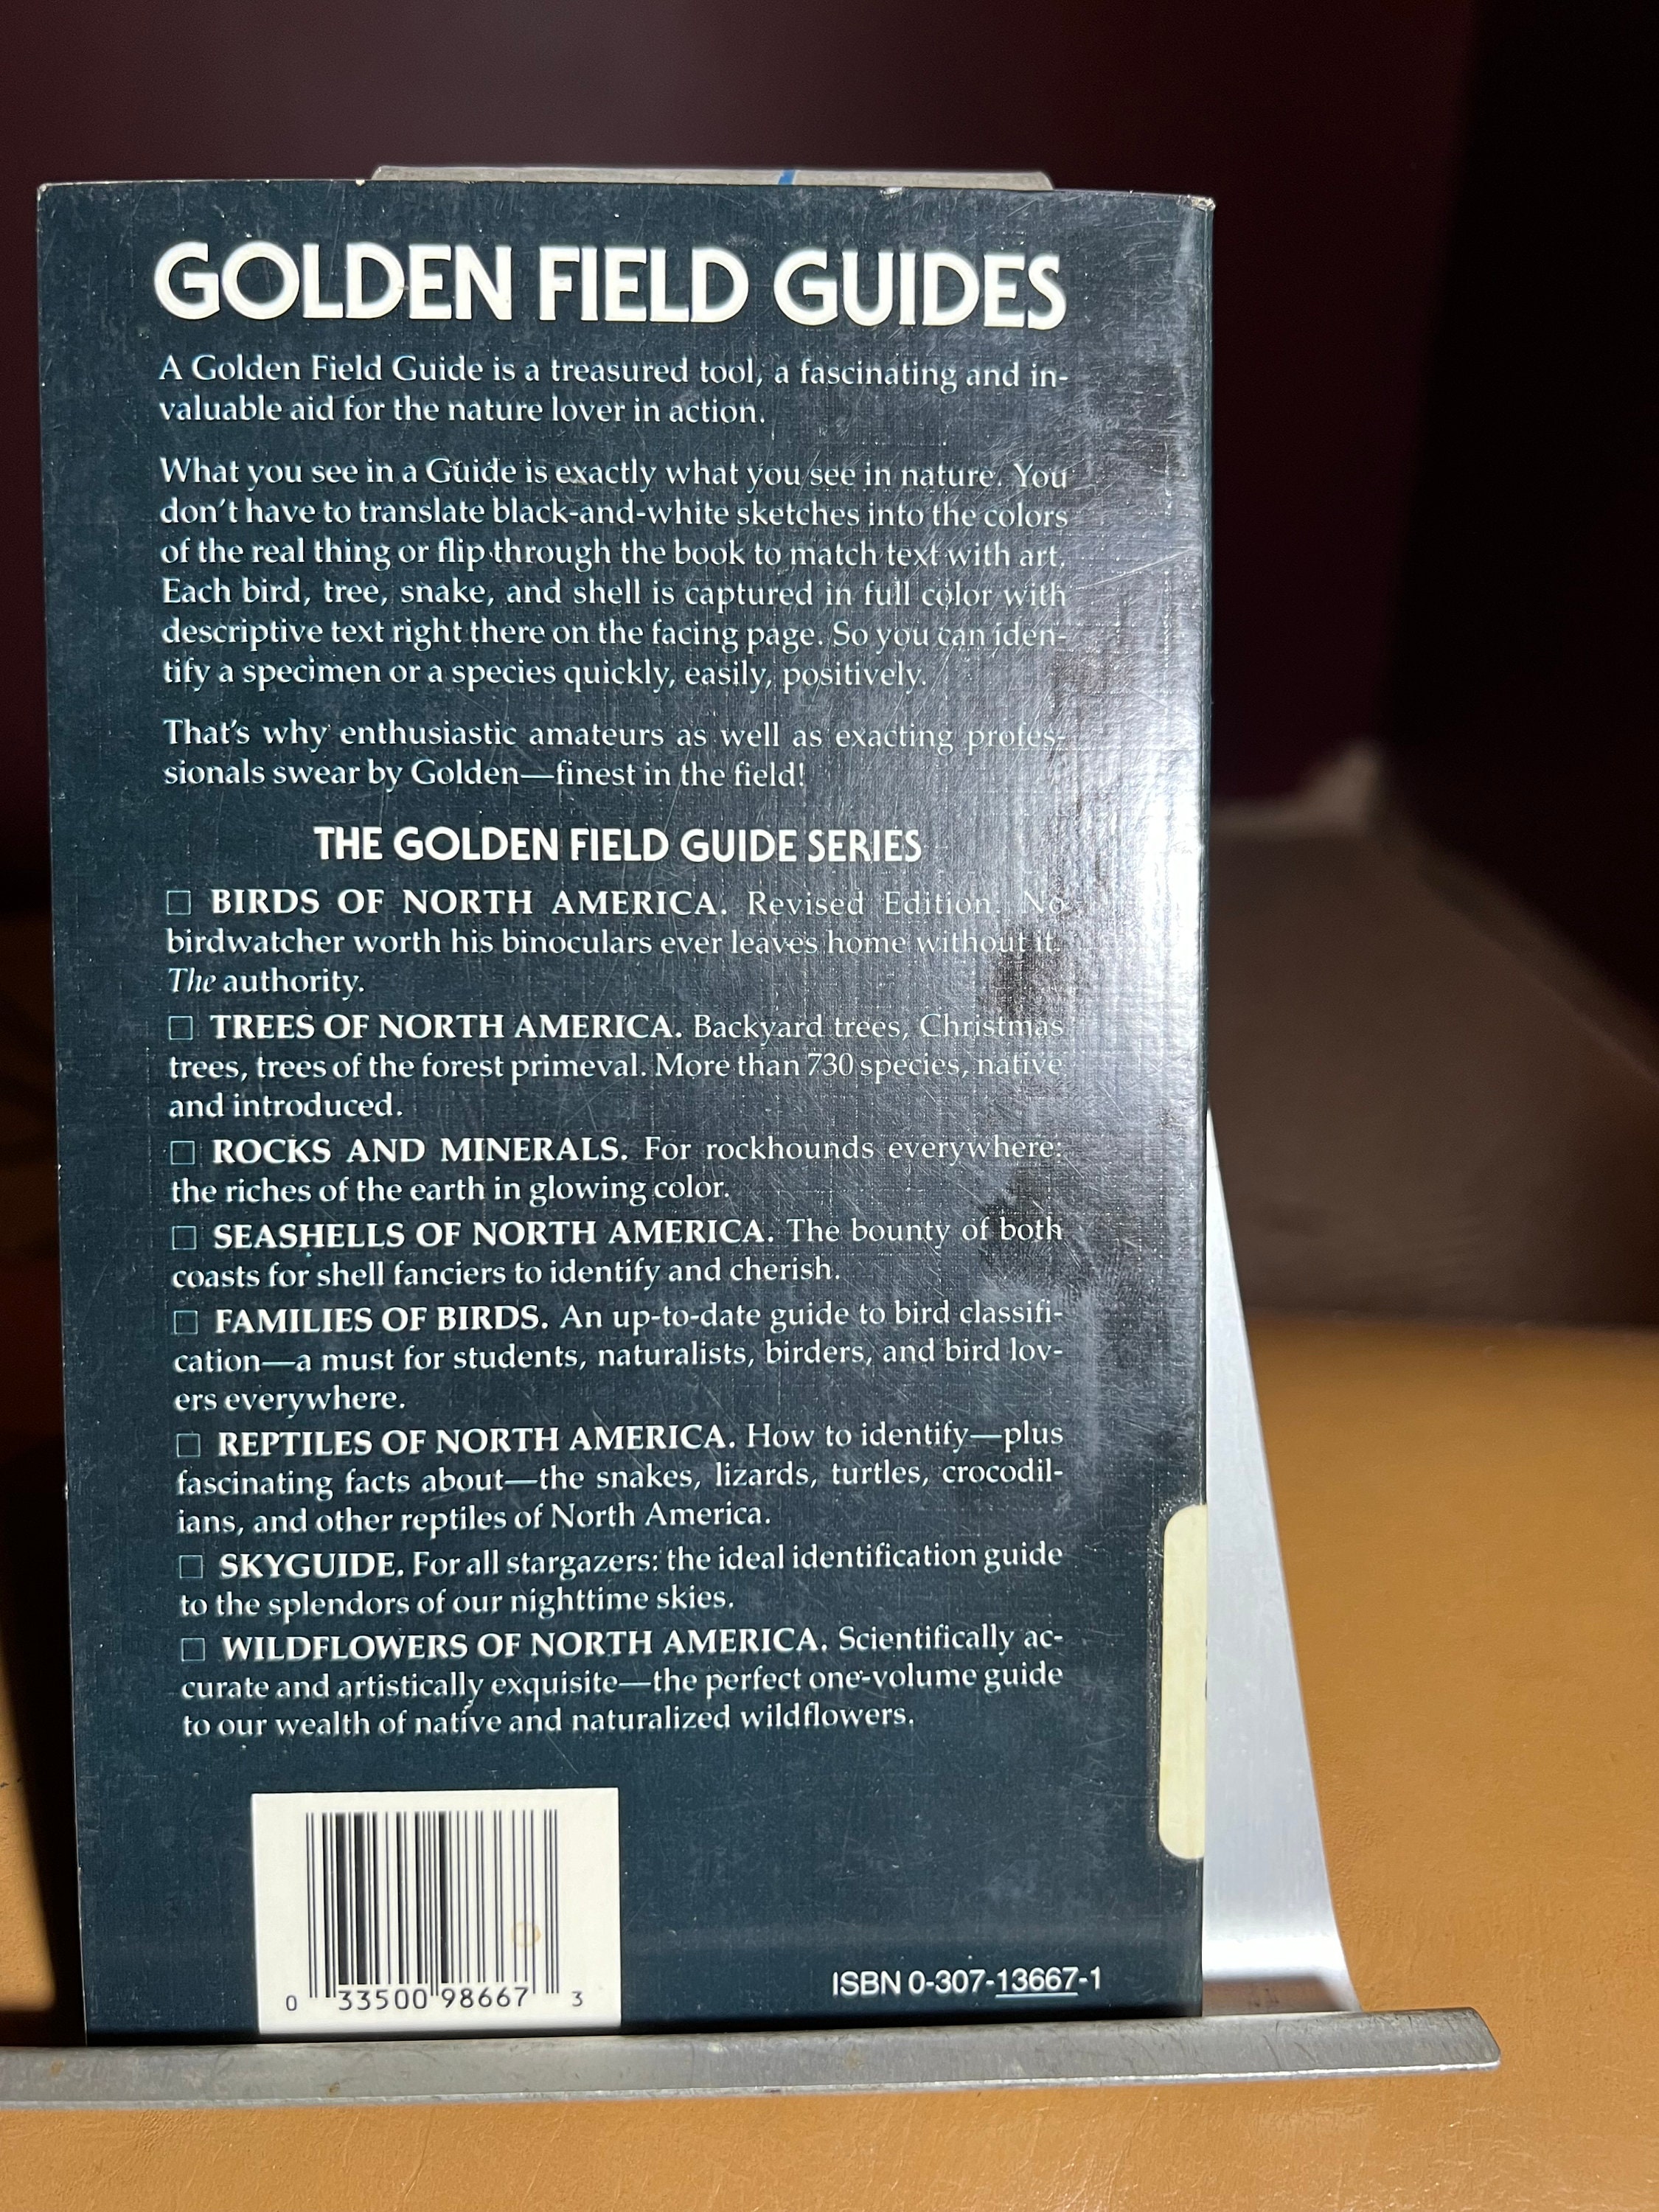 GOLDEN FIELD GUIDES
A Golden Field Guide is a treasured tool, a fascinating and in-
valuable aid for the nature lover in action.
What you see in a Guide is exactly what you see in nature. You
don't have to translate black-and-white sketches into the colors
of the real thing or flip through the book to match text with art.
Each bird, tree, snake, and shell is captured in full color with
descriptive text right there on the facing page. So you can iden-
tify a specimen or a species quickly, easily, positively.
That's why enthusiastic amateurs as well as exacting profes-
sionals swear by Golden—finest in the field!
THE GOLDEN FIELD GUIDE SERIES
□ BIRDS OF NORTH AMERICA. Revised Edition. No
birdwatcher worth his binoculars ever leaves home without it.
The authority.
□ TREES OF NORTH AMERICA. Backyard trees, Christmas
trees, trees of the forest primeval. More than 730 species, native
and introduced.
□ ROCKS AND MINERALS. For rockhounds everywhere:
the riches of the earth in glowing color.
□ SEASHELLS OF NORTH AMERICA. The bounty of both
coasts for shell fanciers to identify and cherish.
□ FAMILIES OF BIRDS. An up-to-date guide to bird classifi-
cation—a must for students, naturalists, birders, and bird lov-
ers everywhere.
□ REPTILES OF NORTH AMERICA. How to identify—plus
fascinating facts about—the snakes, lizards, turtles, crocodil-
ians, and other reptiles of North America.
□ SKYGUIDE. For all stargazers: the ideal identification guide
to the splendors of our nighttime skies.
□ WILDFLOWERS OF NORTH AMERICA. Scientifically ac-
curate and artistically exquisite—the perfect one-volume guide
to our wealth of native and naturalized wildflowers.
ISBN 0-307-13667-1
0 33500 98667 3